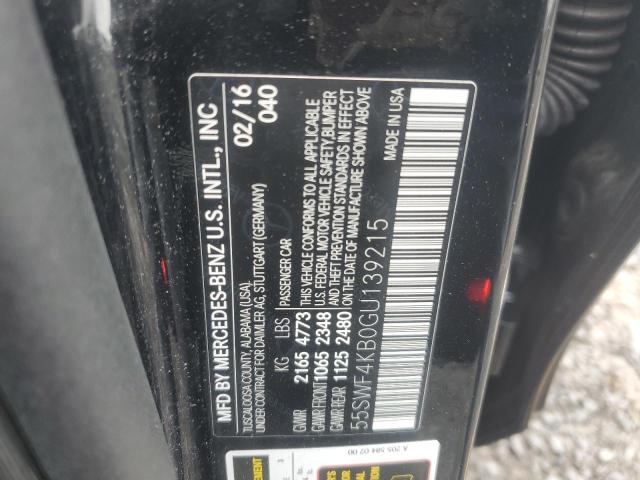 MFD BY MERCEDES-BENZ U.S. INTL., INC
TUSCALOOSA COUNTY, ALABAMA (USA),
UNDER CONTRACT FOR DAIMLER AG, STUTTGART (GERMANY)
02/16
040
KG LBS PASSENGER CAR
GVWR 2165 4773
GAWR FRONT 1065 2348
GAWR REAR 1125 2480
THIS VEHICLE CONFORMS TO ALL APPLICABLE
U.S. FEDERAL MOTOR VEHICLE SAFETY, BUMPER
AND THEFT PREVENTION STANDARDS IN EFFECT
ON THE DATE OF MANUFACTURE SHOWN ABOVE
55SWF4KB0GU139215
MADE IN USA
A 205 584 07 00